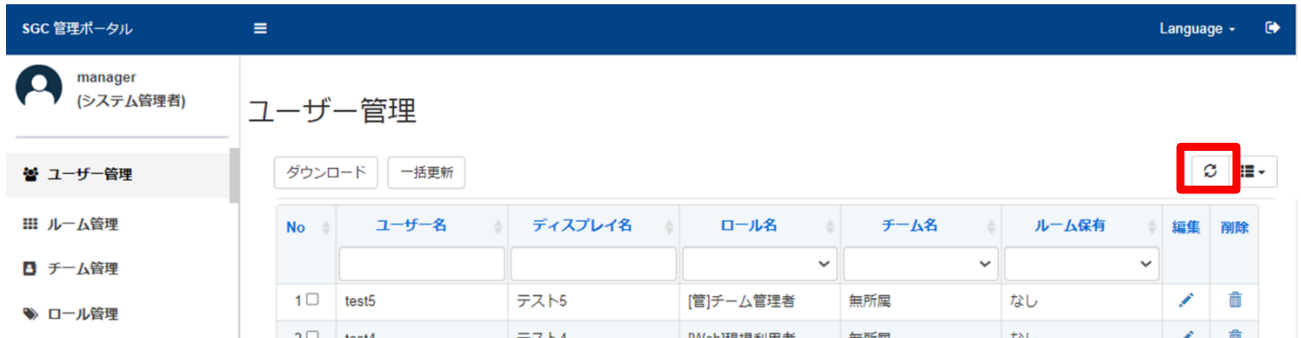 SGC 管理ポータル
Language
manager
(システム管理者)
ユーザー管理
ユーザー管理
ルーム管理
チーム管理
ロール管理
ダウンロード 一括更新
No ユーザー名 ディスプレイ名 ロール名 チーム名 ルーム保有 編集 削除
1 test5 テスト5 [管]チーム管理者 無所属 なし